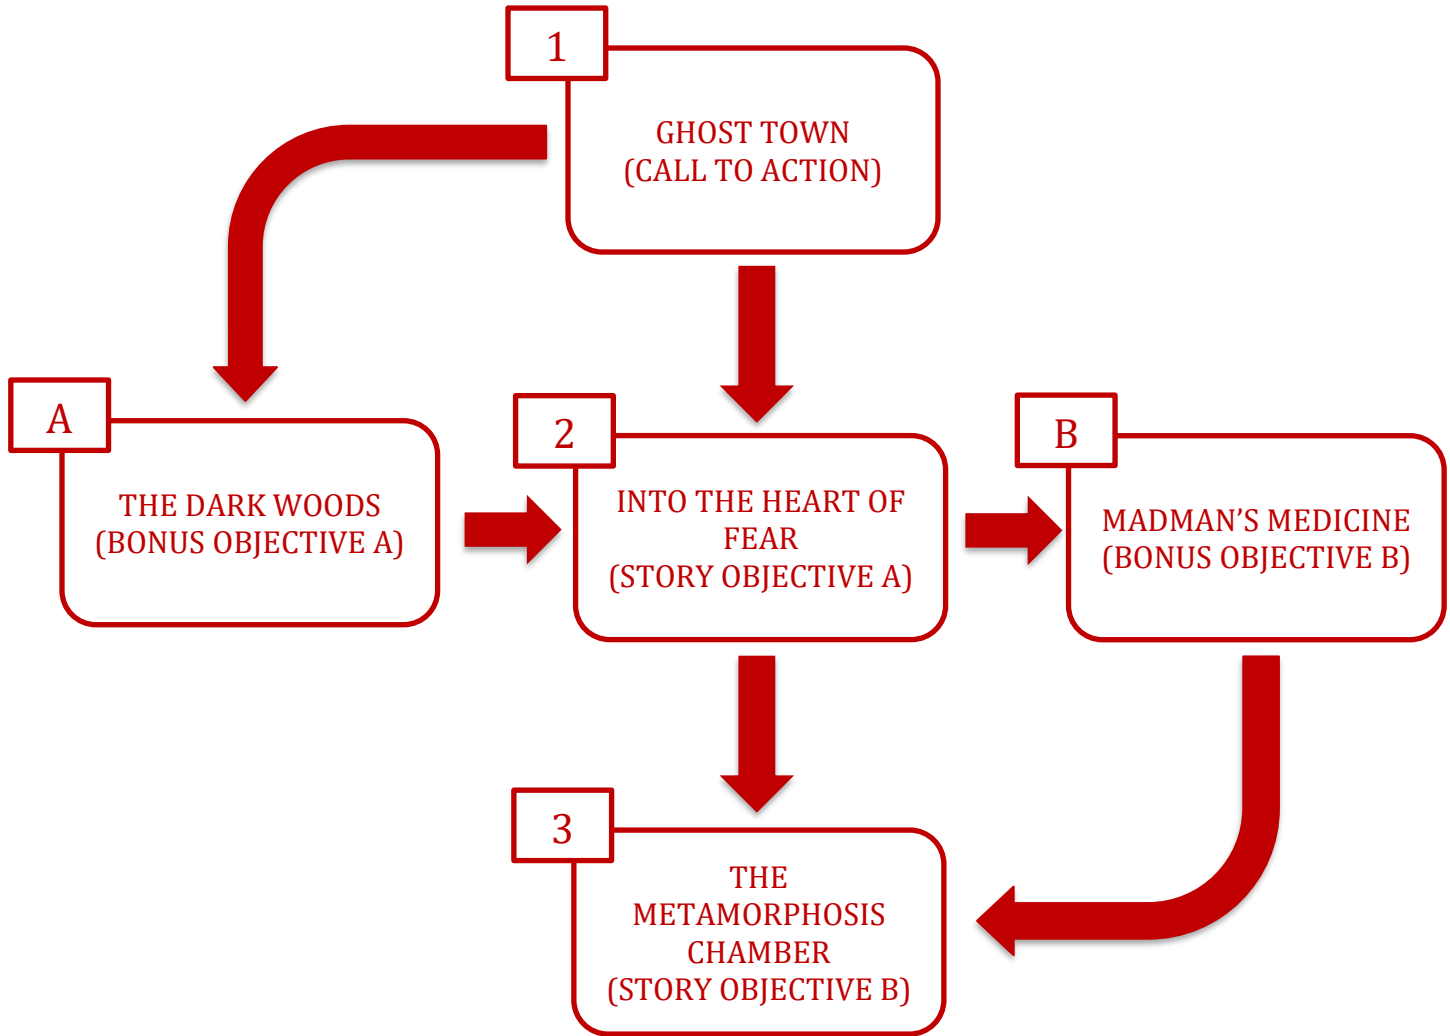 1
GHOST TOWN
(CALL TO ACTION)
A
THE DARK WOODS
(BONUS OBJECTIVE A)
2
INTO THE HEART OF
FEAR
(STORY OBJECTIVE A)
B
MADMAN’S MEDICINE
(BONUS OBJECTIVE B)
3
THE
METAMORPHOSIS
CHAMBER
(STORY OBJECTIVE B)